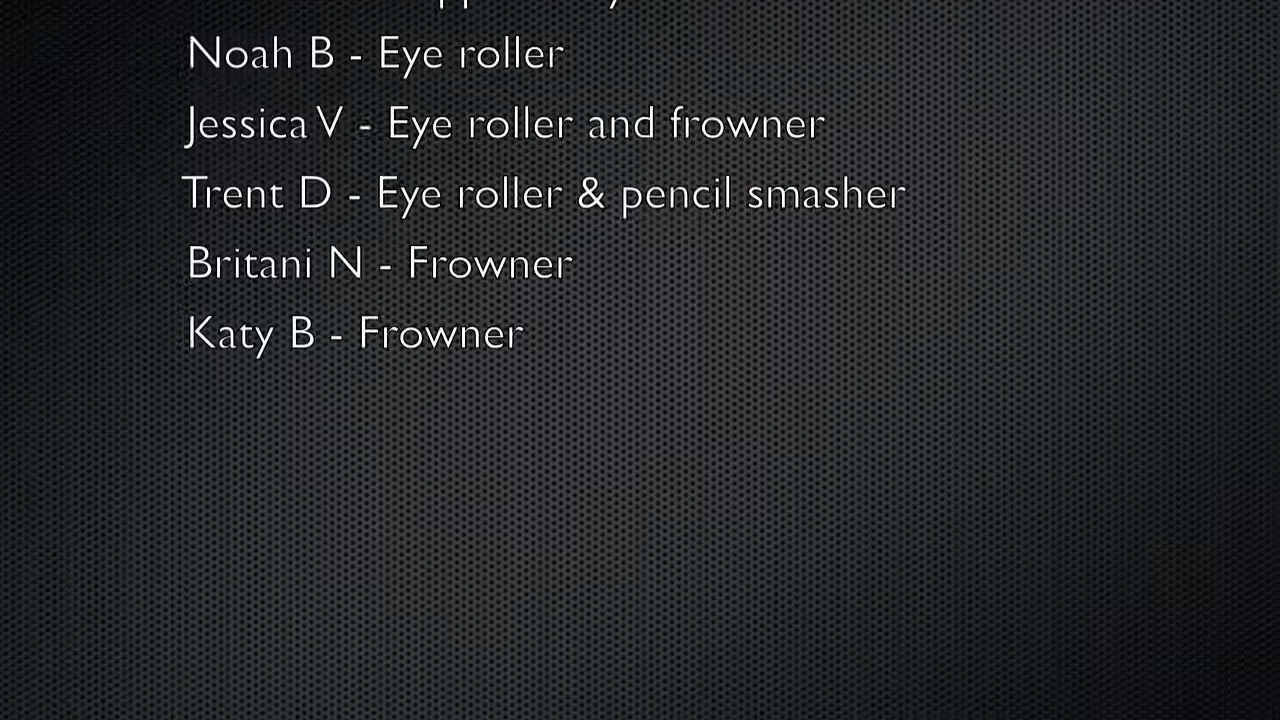 Noah B - Eye roller
Jessica V - Eye roller and frowner
Trent D - Eye roller & pencil smasher
Britani N - Frowner
Katy B - Frowner